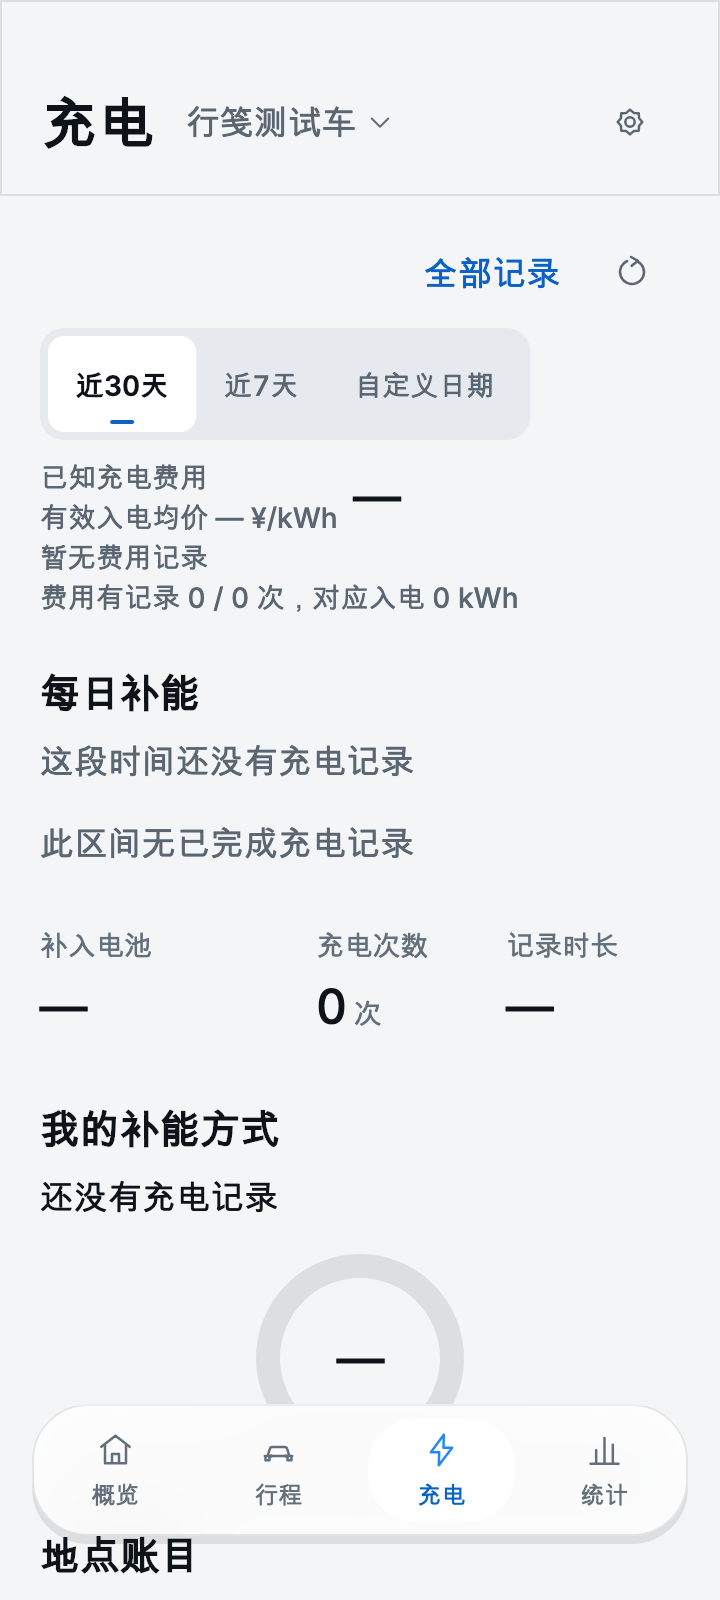 充电 行笺测试车
全部记录
近30天 近7天 自定义日期
已知充电费用
有效入电均价 — ¥/kWh —
暂无费用记录
费用有记录 0 / 0 次，对应入电 0 kWh
每日补能
这段时间还没有充电记录
此区间无已完成充电记录
补入电池 充电次数 记录时长
— 0 次 —
我的补能方式
还没有充电记录
—
概览 行程 充电 统计
地点账目